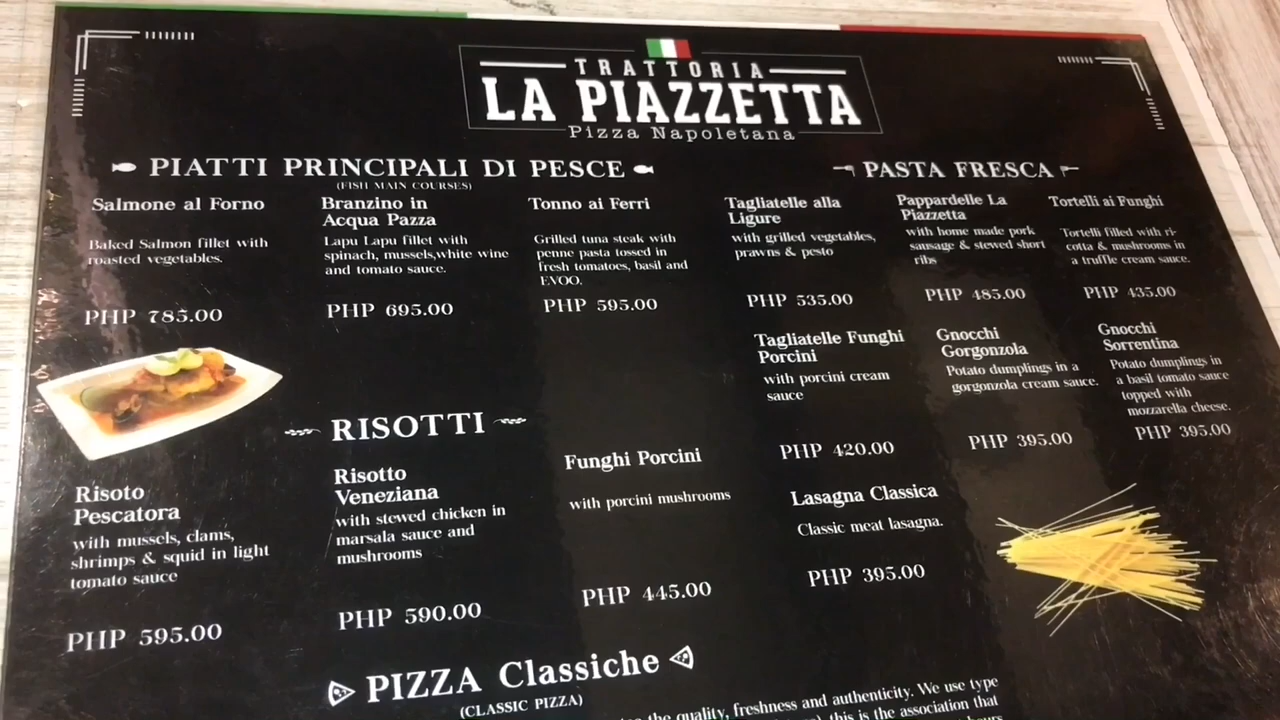 TRATTORIA
LA PIAZZETTA
Pizza Napoletana
PIATTI PRINCIPALI DI PESCE
(FISH MAIN COURSES)
Salmone al Forno
Baked Salmon fillet with
roasted vegetables.
PHP 785.00
Branzino in
Acqua Pazza
Lapu Lapu fillet with
spinach, mussels,white wine
and tomato sauce.
PHP 695.00
Tonno ai Ferri
Grilled tuna steak with
penne pasta tossed in
fresh tomatoes, basil and
EVOO.
PHP 595.00
RISOTTI
Risoto
Pescatora
with mussels, clams,
shrimps & squid in light
tomato sauce
PHP 595.00
Risotto
Veneziana
with stewed chicken in
marsala sauce and
mushrooms
PHP 590.00
Funghi Porcini
with porcini mushrooms
PHP 445.00
PASTA FRESCA
Tagliatelle alla
Ligure
with grilled vegetables,
prawns & pesto
PHP 535.00
Pappardelle La
Piazzetta
with home made pork
sausage & stewed short
ribs
PHP 485.00
Tortelli ai Funghi
Tortelli filled with ri-
cotta & mushrooms in
a truffle cream sauce.
PHP 435.00
Tagliatelle Funghi
Porcini
with porcini cream
sauce
PHP 420.00
Gnocchi
Gorgonzola
Potato dumplings in a
gorgonzola cream sauce.
PHP 395.00
Gnocchi
Sorrentina
Potato dumplings in
a basil tomato sauce
topped with
mozzarella cheese.
PHP 395.00
Lasagna Classica
Classic meat lasagna.
PHP 395.00
PIZZA Classiche
(CLASSIC PIZZA)
the quality, freshness and authenticity. We use type
this is the association that
hours